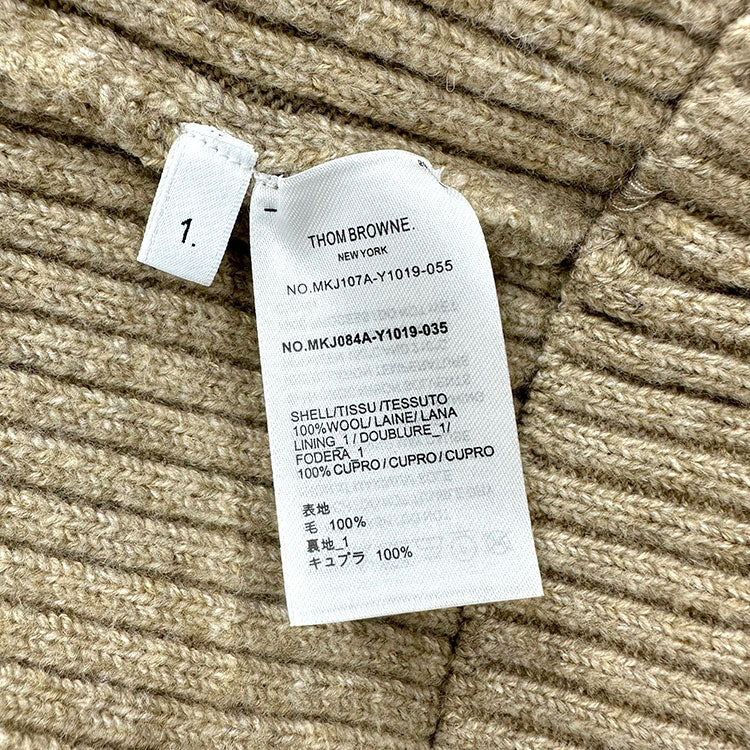 1.
THOM BROWNE.
NEW YORK
NO.MKJ107A-Y1019-055
NO.MKJ084A-Y1019-035
SHELL/TISSU /TESSUTO
100%WOOL/ LAINE/ LANA
LINING_1 / DOUBLURE_1/
FODERA_1
100% CUPRO / CUPRO / CUPRO
表地
毛 100%
裏地_1
キュプラ 100%